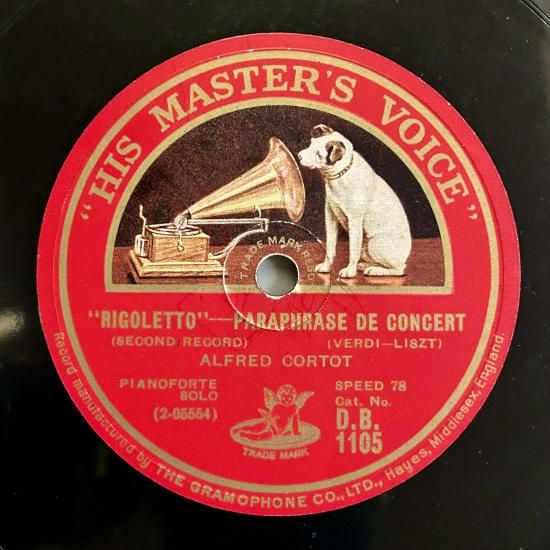 "HIS MASTER'S VOICE"
TRADE MARK REGD
"RIGOLETTO"—PARAPHRASE DE CONCERT
(SECOND RECORD) (VERDI—LISZT)
ALFRED CORTOT
PIANOFORTE SOLO
(2-05554)
SPEED 78
Cat. No.
D.B.
1105
TRADE MARK
Record manufactured by THE GRAMOPHONE CO., LTD., Hayes, Middlesex, England.